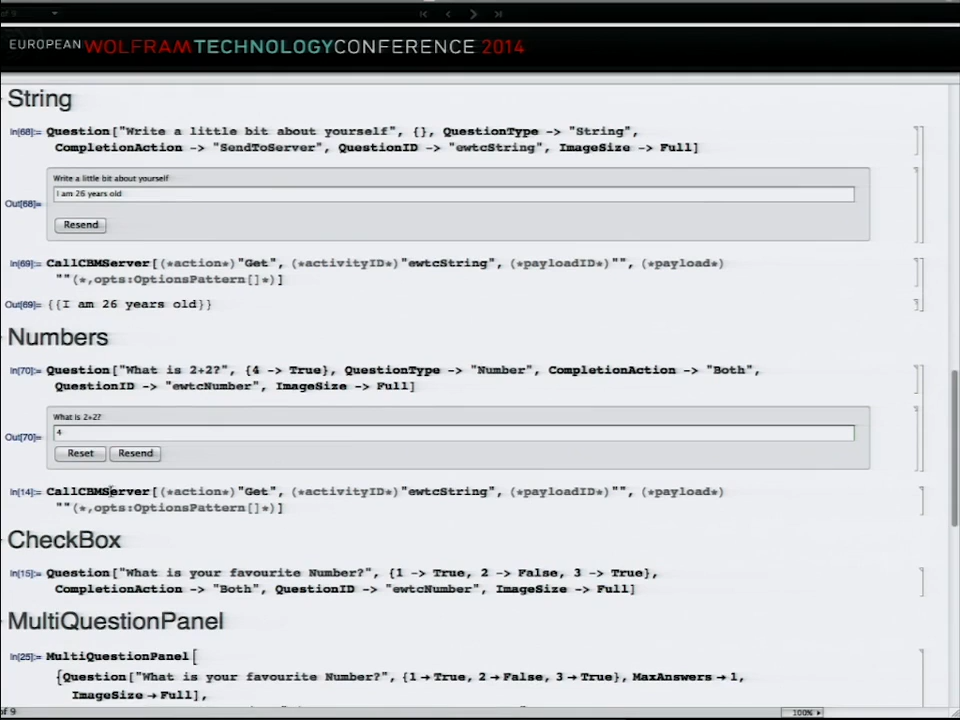 of 9
EUROPEAN WOLFRAMTECHNOLOGYCONFERENCE 2014
String
In[68]:= Question["Write a little bit about yourself", {}, QuestionType -> "String",
CompletionAction -> "SendToServer", QuestionID -> "ewtcString", ImageSize -> Full]
Write a little bit about yourself
Out[68]= I am 26 years old
Resend
In[69]:= CallCBMServer[(*action*)"Get", (*activityID*)"ewtcString", (*payloadID*)"", (*payload*)
""(*,opts:OptionsPattern[]*)]
Out[69]= {{I am 26 years old}}
Numbers
In[70]:= Question["What is 2+2?", {4 -> True}, QuestionType -> "Number", CompletionAction -> "Both",
QuestionID -> "ewtcNumber", ImageSize -> Full]
What is 2+2?
Out[70]= 4
Reset Resend
In[14]:= CallCBMServer[(*action*)"Get", (*activityID*)"ewtcString", (*payloadID*)"", (*payload*)
""(*,opts:OptionsPattern[]*)]
CheckBox
In[15]:= Question["What is your favourite Number?", {1 -> True, 2 -> False, 3 -> True},
CompletionAction -> "Both", QuestionID -> "ewtcNumber", ImageSize -> Full]
MultiQuestionPanel
In[25]:= MultiQuestionPanel[
{Question["What is your favourite Number?", {1→True, 2→False, 3→True}, MaxAnswers→1,
ImageSize→Full],
of 9
100%